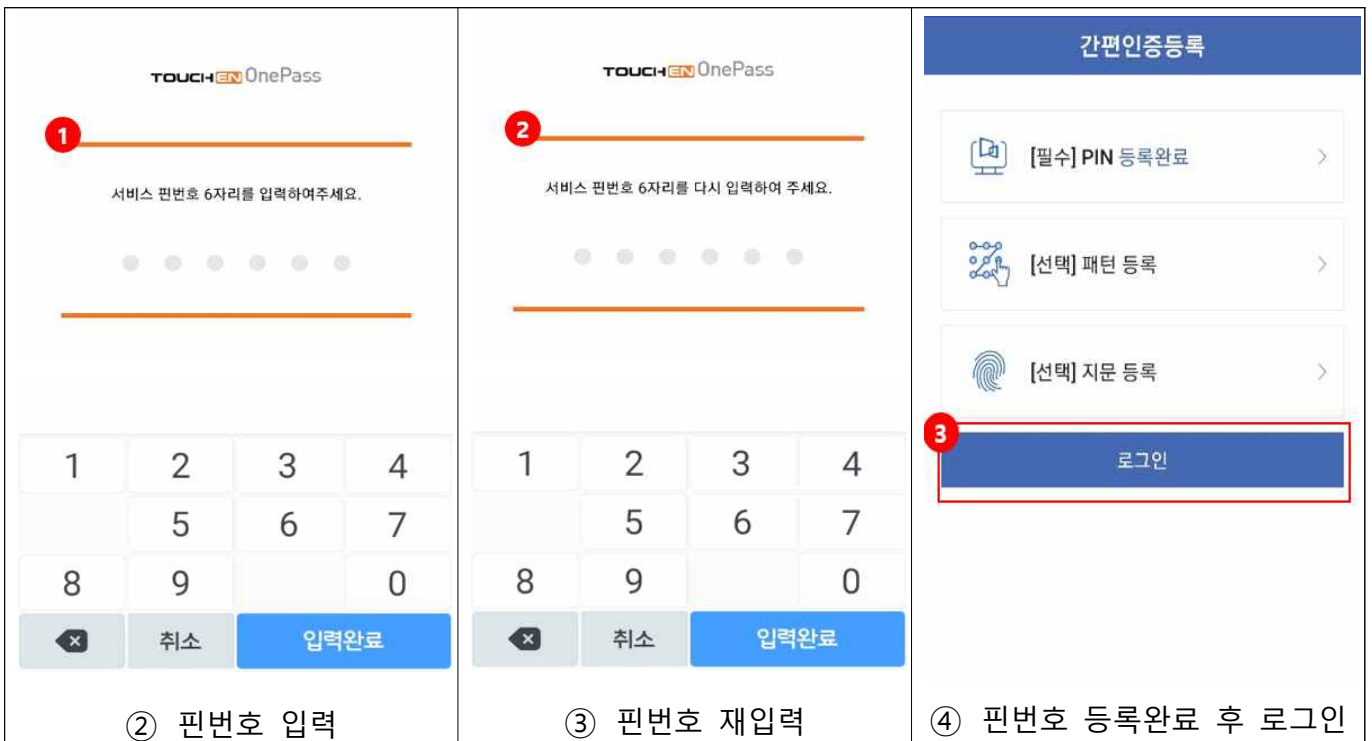 TOUCHEN OnePass
1
서비스 핀번호 6자리를 입력하여주세요.
1 2 3 4
5 6 7
8 9 0
취소 입력완료
② 핀번호 입력
TOUCHEN OnePass
2
서비스 핀번호 6자리를 다시 입력하여 주세요.
1 2 3 4
5 6 7
8 9 0
취소 입력완료
③ 핀번호 재입력
간편인증등록
[필수] PIN 등록완료
[선택] 패턴 등록
[선택] 지문 등록
3
로그인
④ 핀번호 등록완료 후 로그인